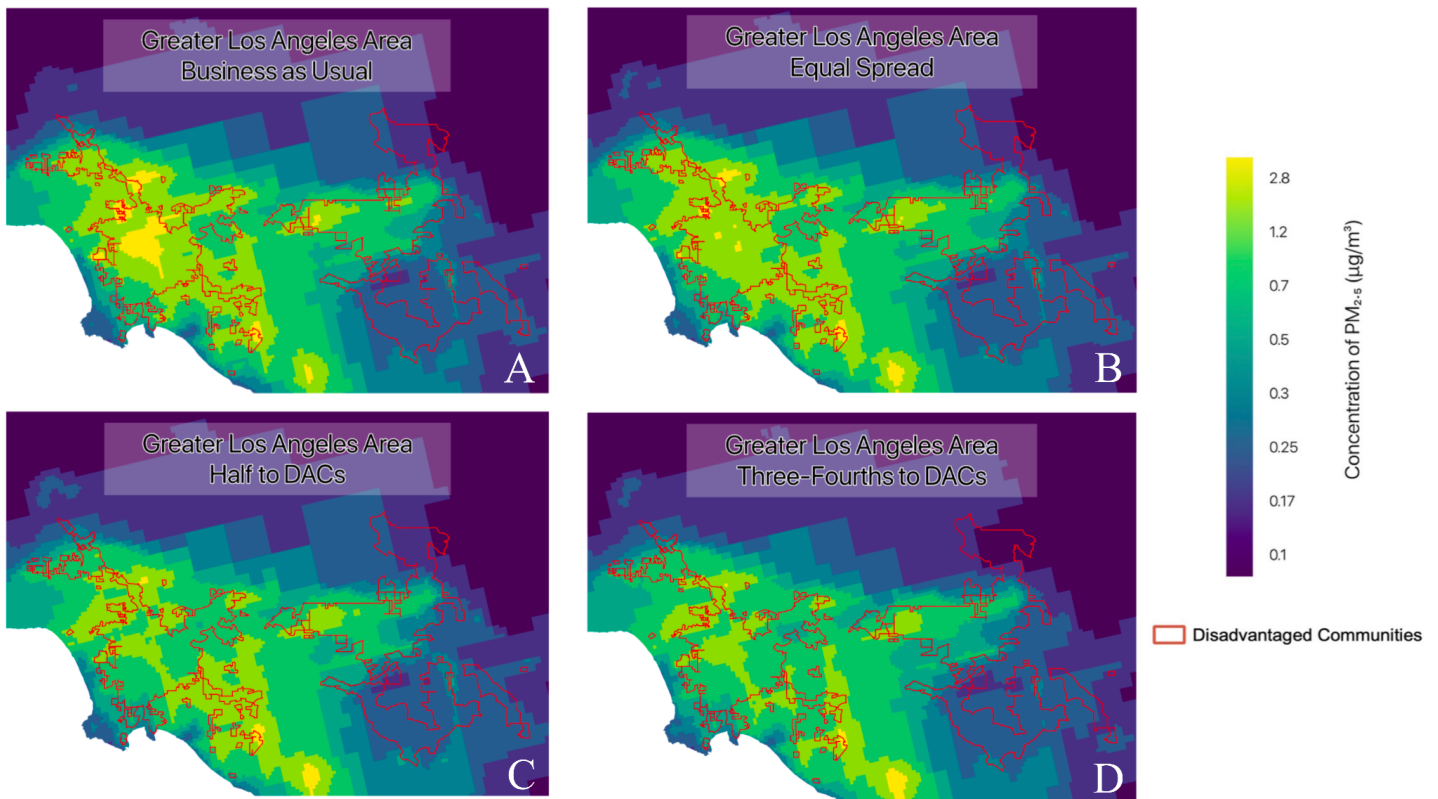 Greater Los Angeles Area
Business as Usual
A
Greater Los Angeles Area
Equal Spread
B
Greater Los Angeles Area
Half to DACs
C
Greater Los Angeles Area
Three-Fourths to DACs
D
2.8
1.2
0.7
0.5
0.3
0.25
0.17
0.1
Concentration of PM₂.₅ (µg/m³)
Disadvantaged Communities